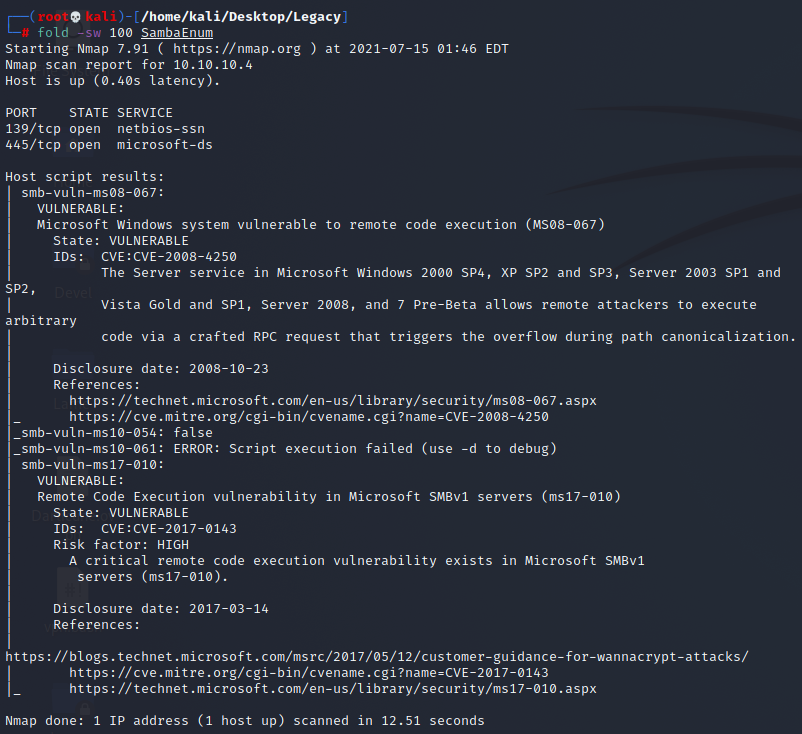 ┌──(root💀kali)-[/home/kali/Desktop/Legacy]
└─# fold -sw 100 SambaEnum
Starting Nmap 7.91 ( https://nmap.org ) at 2021-07-15 01:46 EDT
Nmap scan report for 10.10.10.4
Host is up (0.40s latency).

PORT    STATE SERVICE
139/tcp open  netbios-ssn
445/tcp open  microsoft-ds

Host script results:
| smb-vuln-ms08-067:
|   VULNERABLE:
|   Microsoft Windows system vulnerable to remote code execution (MS08-067)
|     State: VULNERABLE
|     IDs:  CVE:CVE-2008-4250
|           The Server service in Microsoft Windows 2000 SP4, XP SP2 and SP3, Server 2003 SP1 and
SP2,
|           Vista Gold and SP1, Server 2008, and 7 Pre-Beta allows remote attackers to execute
arbitrary
|           code via a crafted RPC request that triggers the overflow during path canonicalization.
|
|     Disclosure date: 2008-10-23
|     References:
|       https://technet.microsoft.com/en-us/library/security/ms08-067.aspx
|_      https://cve.mitre.org/cgi-bin/cvename.cgi?name=CVE-2008-4250
|_smb-vuln-ms10-054: false
|_smb-vuln-ms10-061: ERROR: Script execution failed (use -d to debug)
| smb-vuln-ms17-010:
|   VULNERABLE:
|   Remote Code Execution vulnerability in Microsoft SMBv1 servers (ms17-010)
|     State: VULNERABLE
|     IDs:  CVE:CVE-2017-0143
|     Risk factor: HIGH
|       A critical remote code execution vulnerability exists in Microsoft SMBv1
|        servers (ms17-010).
|
|     Disclosure date: 2017-03-14
|     References:
|
https://blogs.technet.microsoft.com/msrc/2017/05/12/customer-guidance-for-wannacrypt-attacks/
|       https://cve.mitre.org/cgi-bin/cvename.cgi?name=CVE-2017-0143
|_      https://technet.microsoft.com/en-us/library/security/ms17-010.aspx

Nmap done: 1 IP address (1 host up) scanned in 12.51 seconds